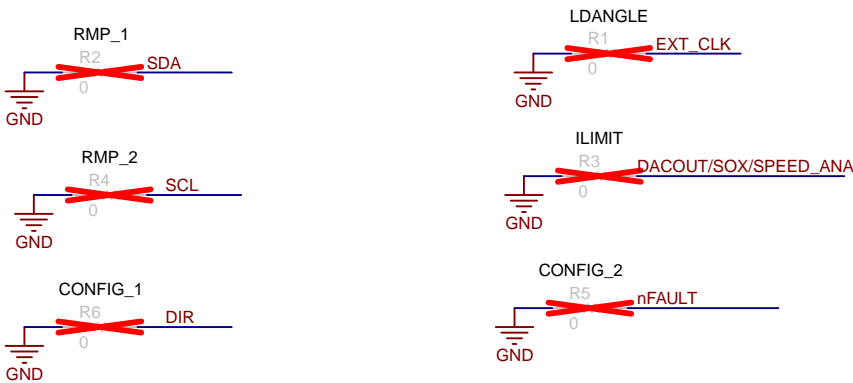 RMP_1
R2
SDA
0
GND
RMP_2
R4
SCL
0
GND
CONFIG_1
R6
DIR
0
GND
LDANGLE
R1
EXT_CLK
0
GND
ILIMIT
R3
DACOUT/SOX/SPEED_ANA
0
GND
CONFIG_2
R5
nFAULT
0
GND